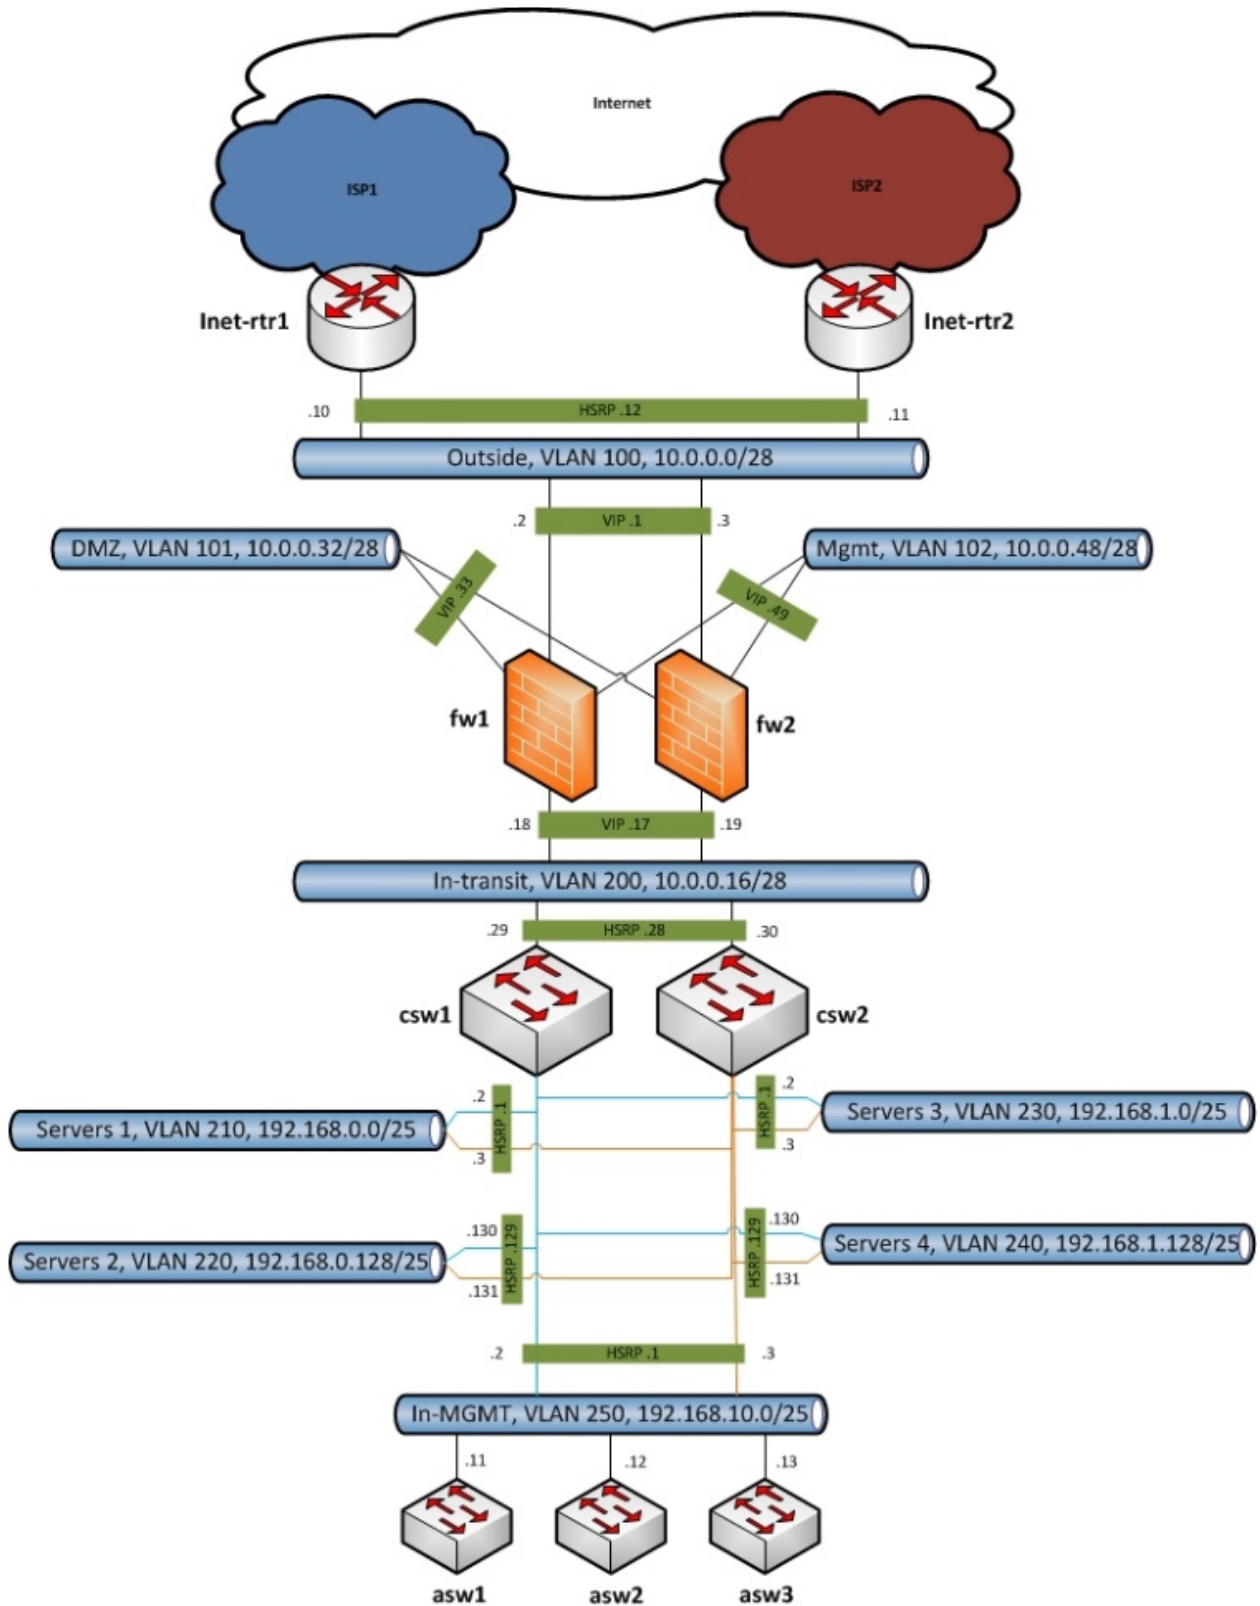 Internet
ISP1
ISP2
Inet-rtr1
Inet-rtr2
.10
HSRP .12
.11
Outside, VLAN 100, 10.0.0.0/28
.2
VIP .1
.3
DMZ, VLAN 101, 10.0.0.32/28
Mgmt, VLAN 102, 10.0.0.48/28
VIP .33
VIP .49
fw1
fw2
.18
VIP .17
.19
In-transit, VLAN 200, 10.0.0.16/28
.29
HSRP .28
.30
csw1
csw2
.2
HSRP .1
.3
Servers 1, VLAN 210, 192.168.0.0/25
.2
HSRP .1
.3
Servers 3, VLAN 230, 192.168.1.0/25
.130
HSRP .129
.131
Servers 2, VLAN 220, 192.168.0.128/25
.130
HSRP .129
.131
Servers 4, VLAN 240, 192.168.1.128/25
.2
HSRP .1
.3
In-MGMT, VLAN 250, 192.168.10.0/25
.11
.12
.13
asw1
asw2
asw3